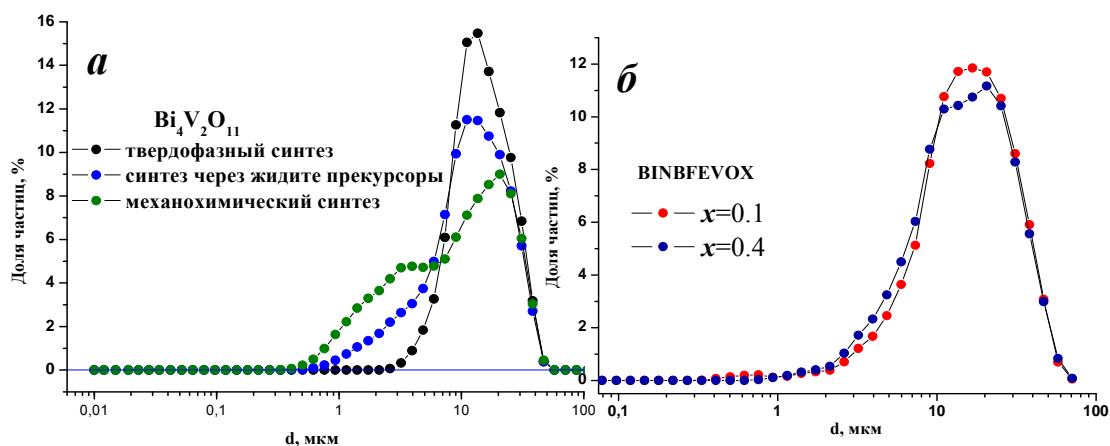 а
Bi4V2O11
твердофазный синтез
синтез через жидите прекурсоры
механохимический синтез
Доля частиц, %
16
14
12
10
8
6
4
2
0
0,01
0,1
1
10
100
d, мкм
б
BINBFEVOX
x=0.1
x=0.4
Доля частиц, %
12
10
8
6
4
2
0
0,1
1
10
100
d, мкм